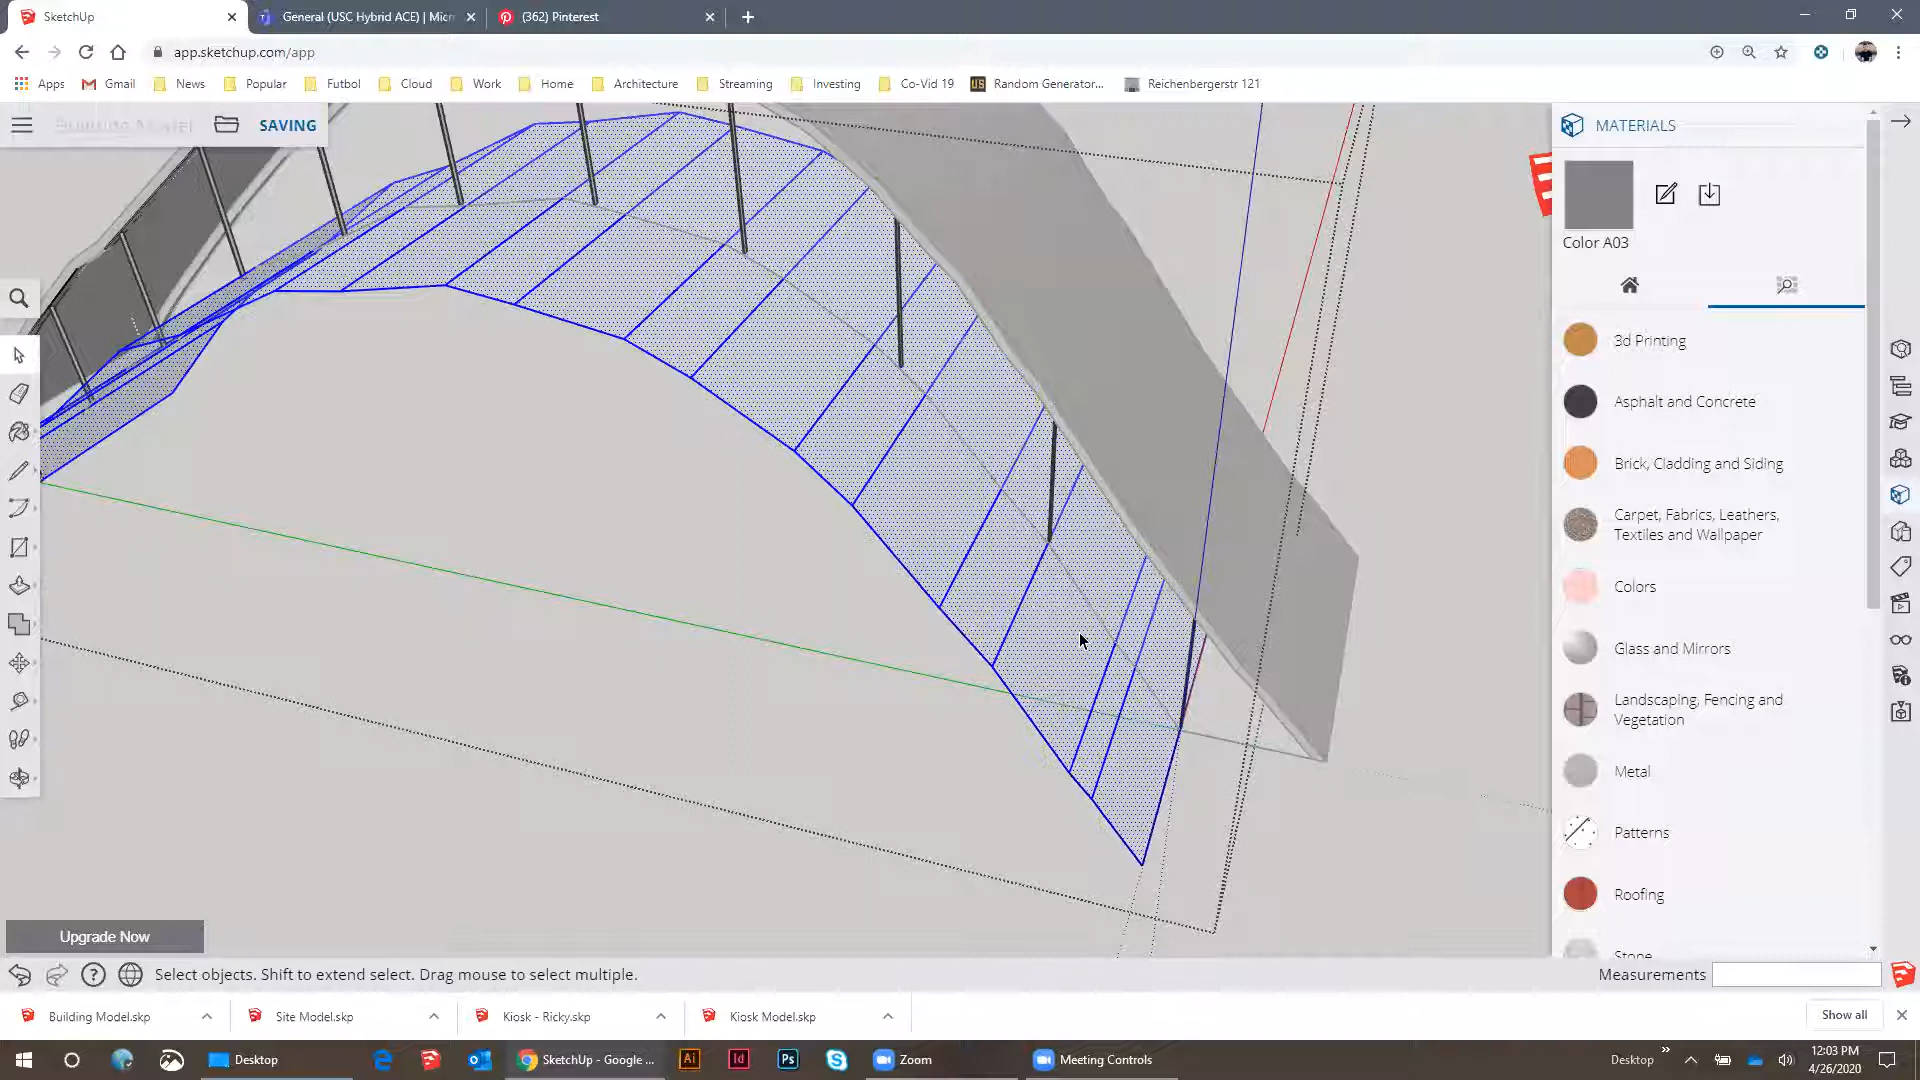 SketchUp
General (USC Hybrid ACE) | Micr
(362) Pinterest
app.sketchup.com/app
Apps
Gmail
News
Popular
Futbol
Cloud
Work
Home
Architecture
Streaming
Investing
Co-Vid 19
Random Generator...
Reichenbergerstr 121
Building Model
SAVING
MATERIALS
Color A03
3d Printing
Asphalt and Concrete
Brick, Cladding and Siding
Carpet, Fabrics, Leathers,
Textiles and Wallpaper
Colors
Glass and Mirrors
Landscaping, Fencing and
Vegetation
Metal
Patterns
Roofing
Stone
Upgrade Now
Select objects. Shift to extend select. Drag mouse to select multiple.
Measurements
Building Model.skp
Site Model.skp
Kiosk - Ricky.skp
Kiosk Model.skp
Show all
Desktop
SketchUp - Google ...
Ai
Id
Ps
Zoom
Meeting Controls
Desktop
12:03 PM
4/26/2020